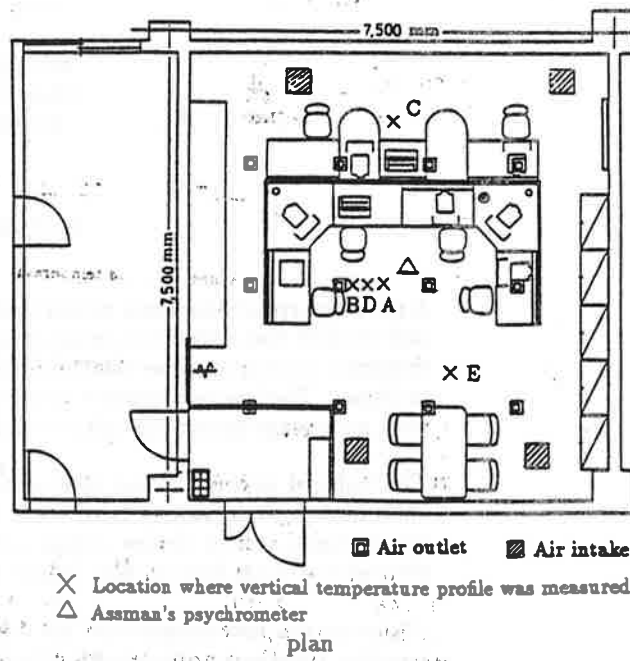 7,500 mm
C
7,500 mm
B D A
E
Air outlet
Air intake
Location where vertical temperature profile was measured
Assman's psychrometer
plan